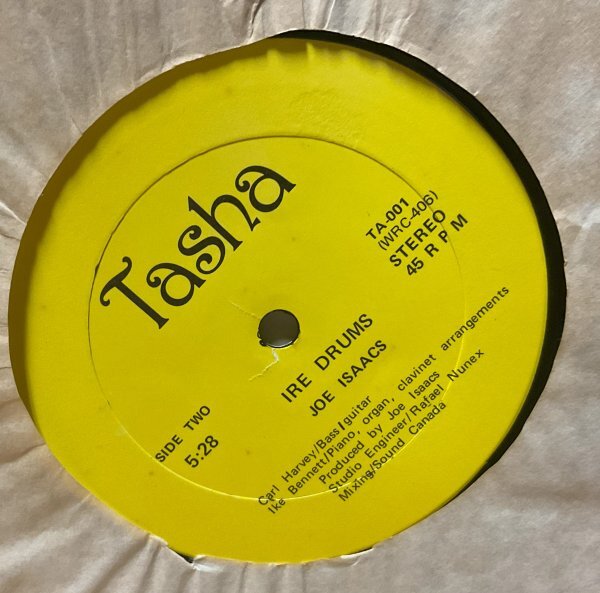 Tasha
TA-001
(WRC-406)
STEREO
45 RPM
IRE DRUMS
JOE ISAACS
SIDE TWO
5:28
Carl Harvey/Bass/guitar
Ike Bennett/Piano, organ, clavinet arrangements
Produced by Joe Isaacs
Studio Engineer/Rafael Nunex
Mixing/Sound Canada